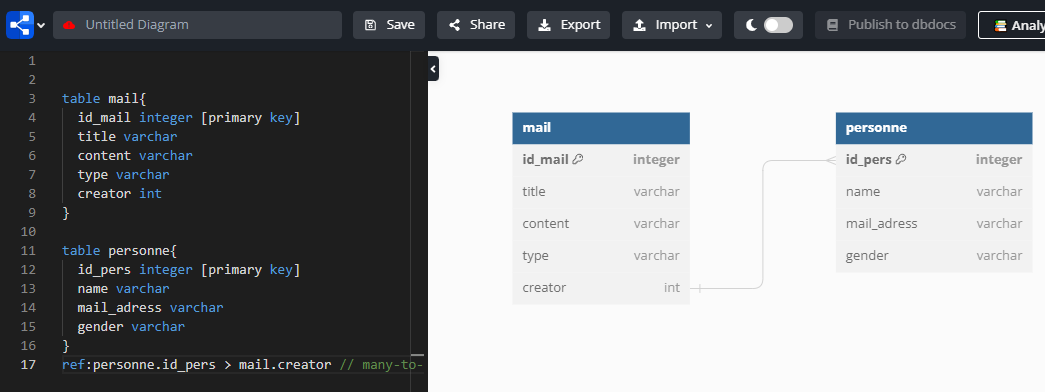 Untitled Diagram Save Share Export Import Publish to dbdocs Analy
1
2
3 table mail{
4 id_mail integer [primary key]
5 title varchar
6 content varchar
7 type varchar
8 creator int
9 }
10
11 table personne{
12 id_pers integer [primary key]
13 name varchar
14 mail_adress varchar
15 gender varchar
16 }
17 ref:personne.id_pers > mail.creator // many-to-
mail
id_mail integer
title varchar
content varchar
type varchar
creator int
personne
id_pers integer
name varchar
mail_adress varchar
gender varchar